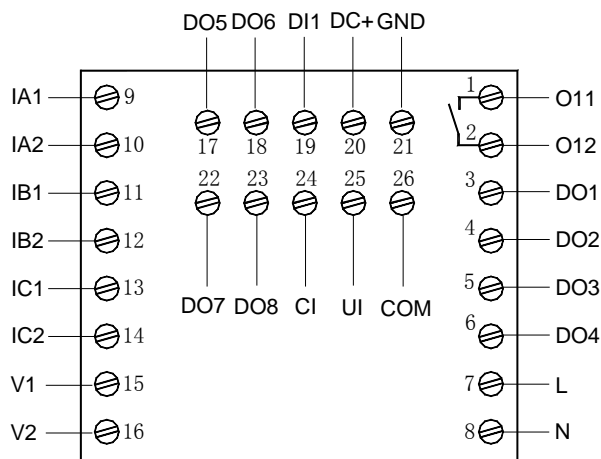 DO5 DO6 DI1 DC+ GND
IA1 9 1 O11
IA2 10 17 18 19 20 21 2 O12
IB1 11 22 23 24 25 26 3 DO1
IB2 12 4 DO2
IC1 13 DO7 DO8 CI UI COM 5 DO3
IC2 14 6 DO4
V1 15 7 L
V2 16 8 N